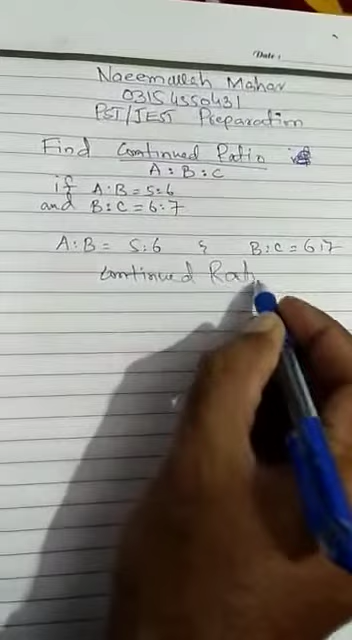 Date:
Naeemullah Mahar
03154550431
PST/JEST Preparation
Find Continued Ratio
A:B:C
if A:B = 5:6
and B:C = 6:7
A:B = 5:6 & B:C = 6:7
Continued Rati